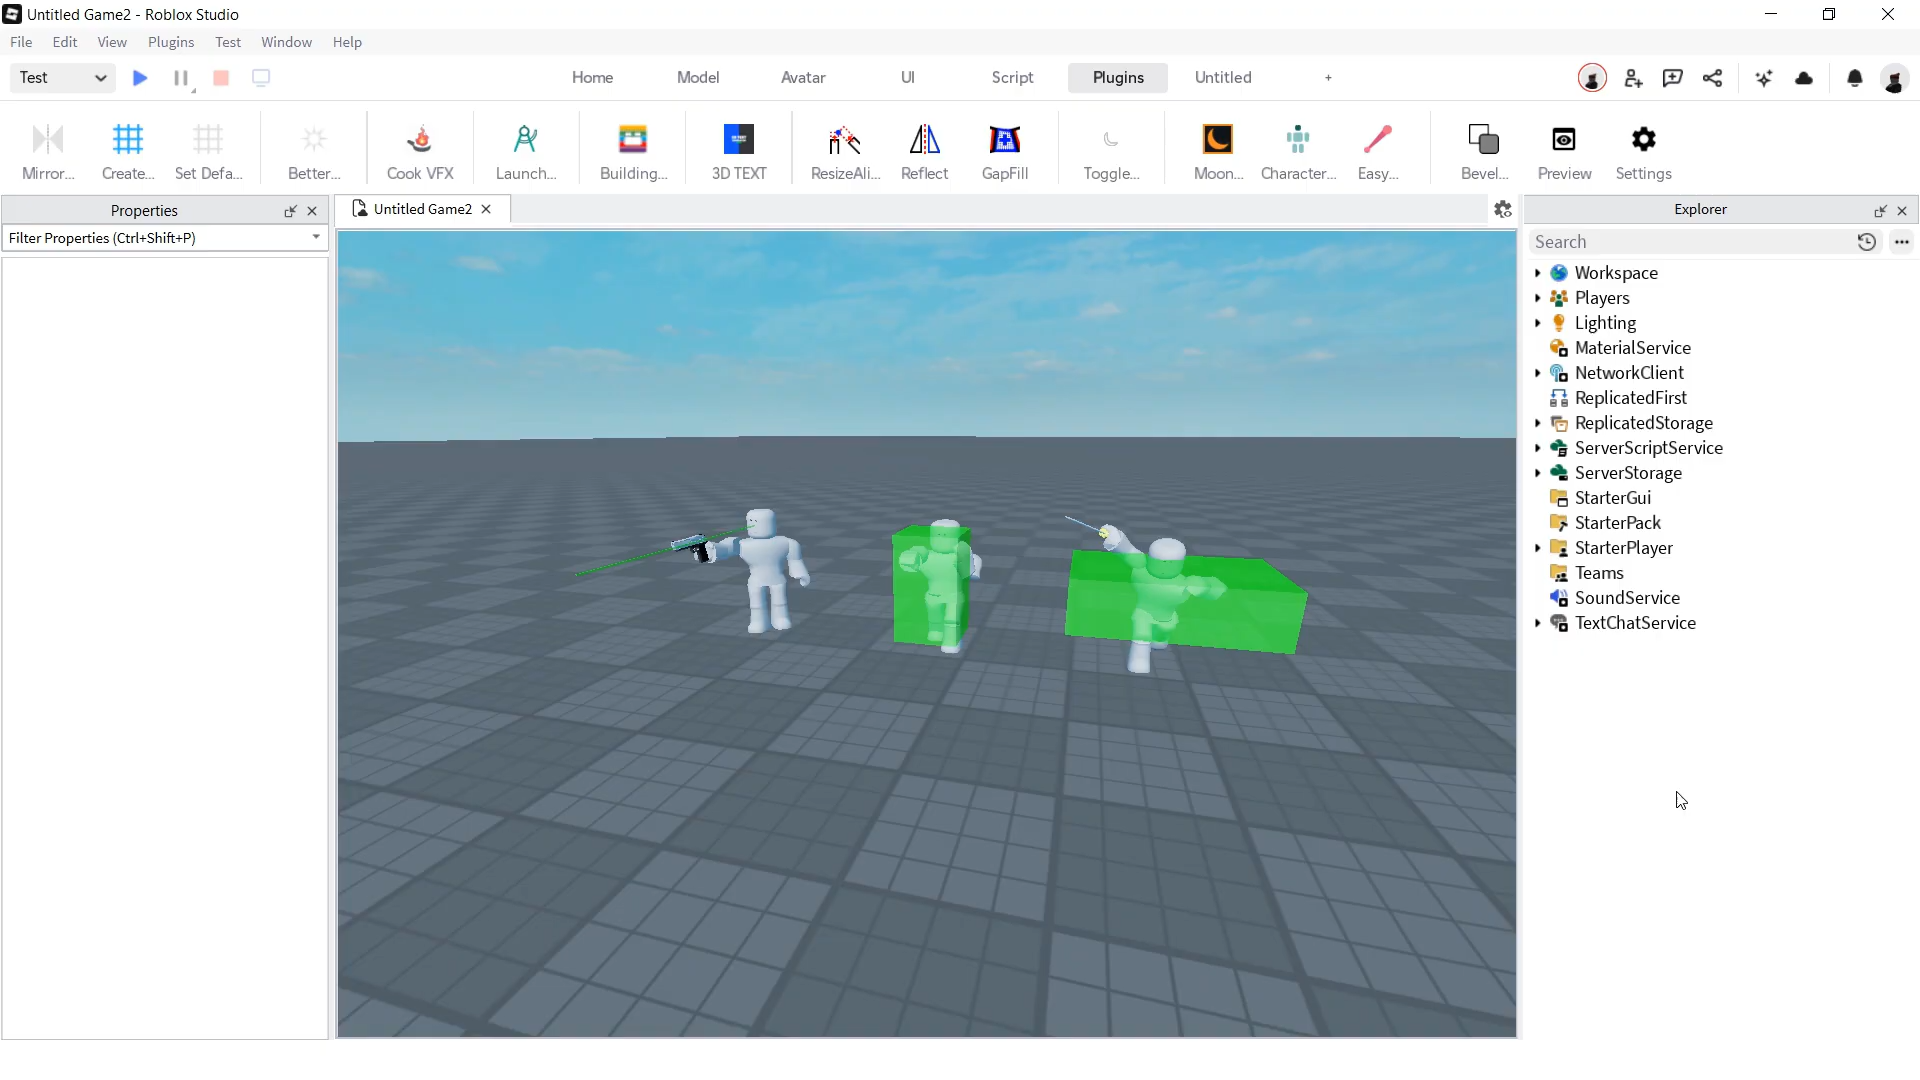 Untitled Game2 - Roblox Studio
File Edit View Plugins Test Window Help
Test Home Model Avatar UI Script Plugins Untitled +
Mirror... Create... Set Defa... Better... Cook VFX Launch... Building... 3D TEXT ResizeAli... Reflect GapFill Toggle... Moon... Character... Easy... Bevel... Preview Settings
Properties
Untitled Game2
Explorer
Filter Properties (Ctrl+Shift+P)
Search
Workspace
Players
Lighting
MaterialService
NetworkClient
ReplicatedFirst
ReplicatedStorage
ServerScriptService
ServerStorage
StarterGui
StarterPack
StarterPlayer
Teams
SoundService
TextChatService